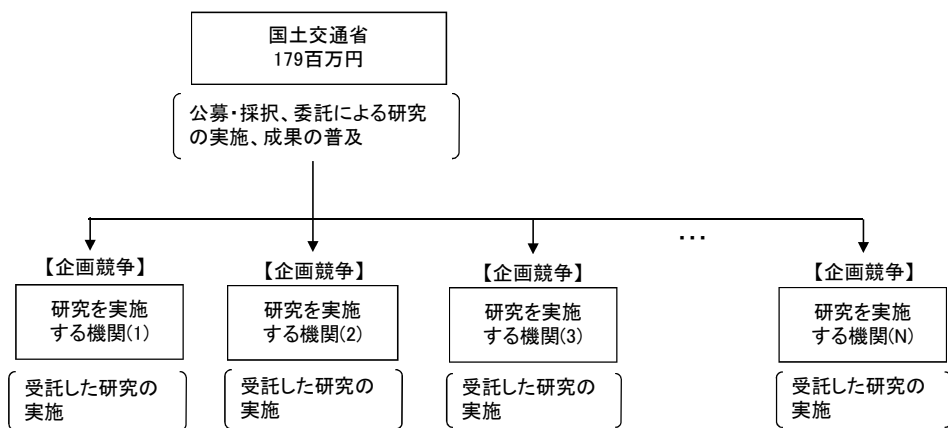 国土交通省
179百万円
公募・採択、委託による研究
の実施、成果の普及
…
【企画競争】
【企画競争】
【企画競争】
【企画競争】
研究を実施
する機関(1)
研究を実施
する機関(2)
研究を実施
する機関(3)
研究を実施
する機関(N)
受託した研究の
実施
受託した研究の
実施
受託した研究の
実施
受託した研究の
実施